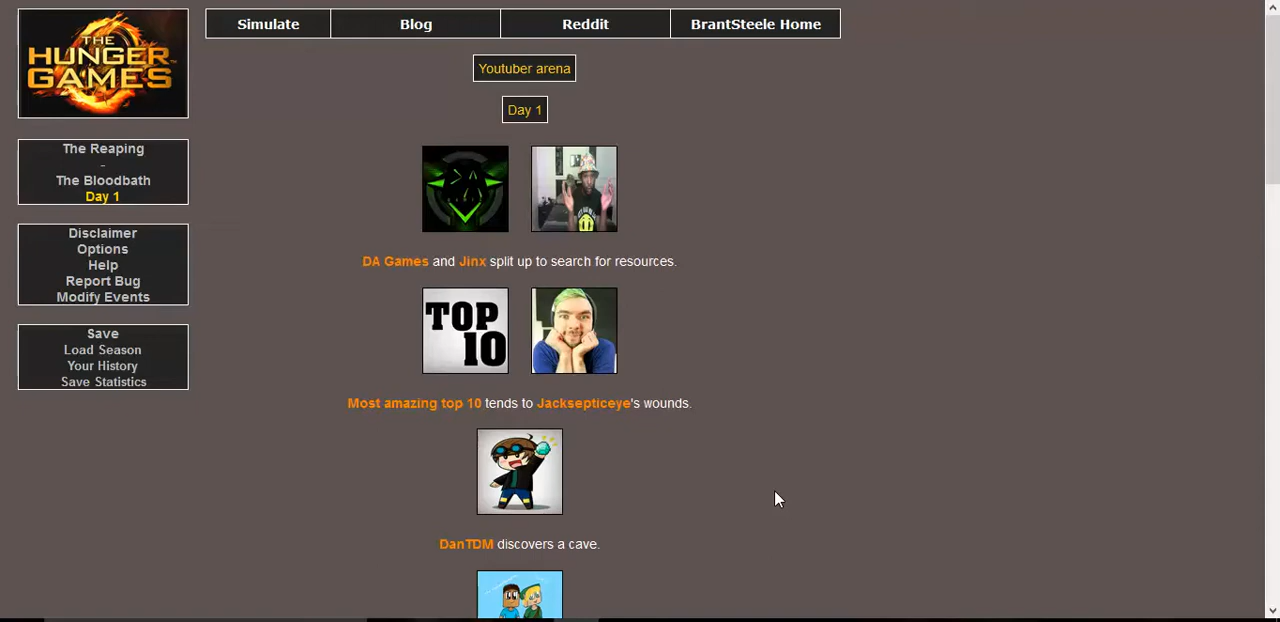 THE
HUNGER
GAMES
Simulate
Blog
Reddit
BrantSteele Home
The Reaping
-
The Bloodbath
Day 1
Disclaimer
Options
Help
Report Bug
Modify Events
Save
Load Season
Your History
Save Statistics
Youtuber arena
Day 1
DA Games and Jinx split up to search for resources.
TOP
10
Most amazing top 10 tends to Jacksepticeye's wounds.
DanTDM discovers a cave.